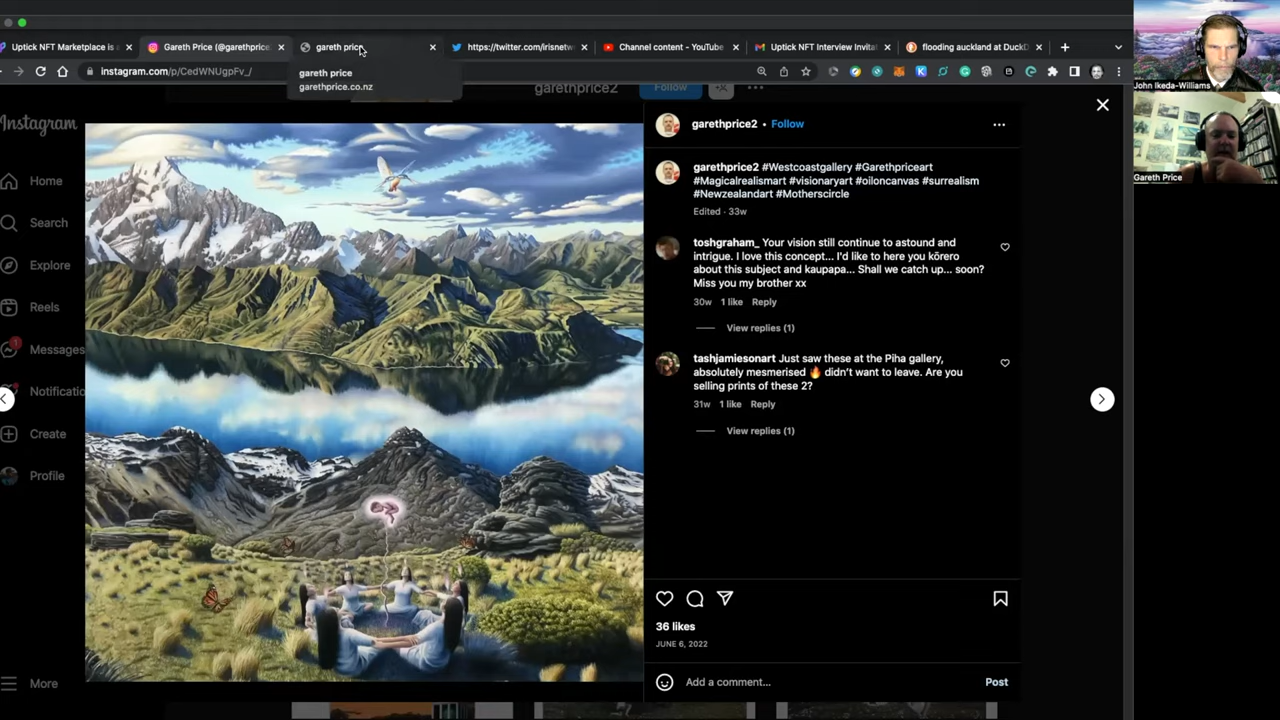 Uptick NFT Marketplace is a
Gareth Price (@garethprice
gareth price
https://twitter.com/irisnetw
Channel content - YouTube
Uptick NFT Interview Invitat
flooding auckland at DuckD
instagram.com/p/CedWNUgpFv_/
gareth price
garethprice.co.nz
garethprice2
Follow
Instagram
Home
Search
Explore
Reels
1
Messages
Notificatio
Create
Profile
More
garethprice2 • Follow
garethprice2 #Westcoastgallery #Garethpriceart
#Magicalrealismart #visionaryart #oiloncanvas #surrealism
#Newzealandart #Motherscircle
Edited · 33w
toshgraham_ Your vision still continue to astound and
intrigue. I love this concept... I'd like to here you kōrero
about this subject and kaupapa... Shall we catch up... soon?
Miss you my brother xx
30w 1 like Reply
View replies (1)
tashjamiesonart Just saw these at the Piha gallery,
absolutely mesmerised 🔥 didn't want to leave. Are you
selling prints of these 2?
31w 1 like Reply
View replies (1)
36 likes
JUNE 6, 2022
Add a comment...
Post
John Ikeda-Williams
Gareth Price